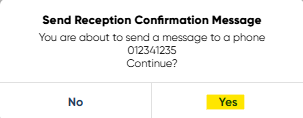 Send Reception Confirmation Message
You are about to send a message to a phone
012341235
Continue?
No
Yes